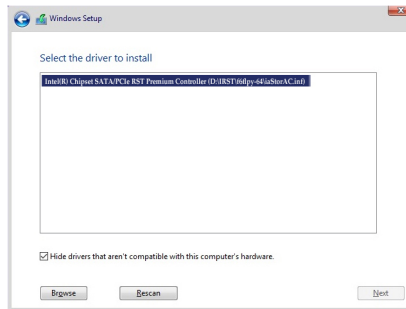 Windows Setup
Select the driver to install
Intel(R) Chipset SATA/PCIe RST Premium Controller (D:\IRST\f6flpy-64\iaStorAC.inf)
Hide drivers that aren't compatible with this computer's hardware.
Browse
Rescan
Next